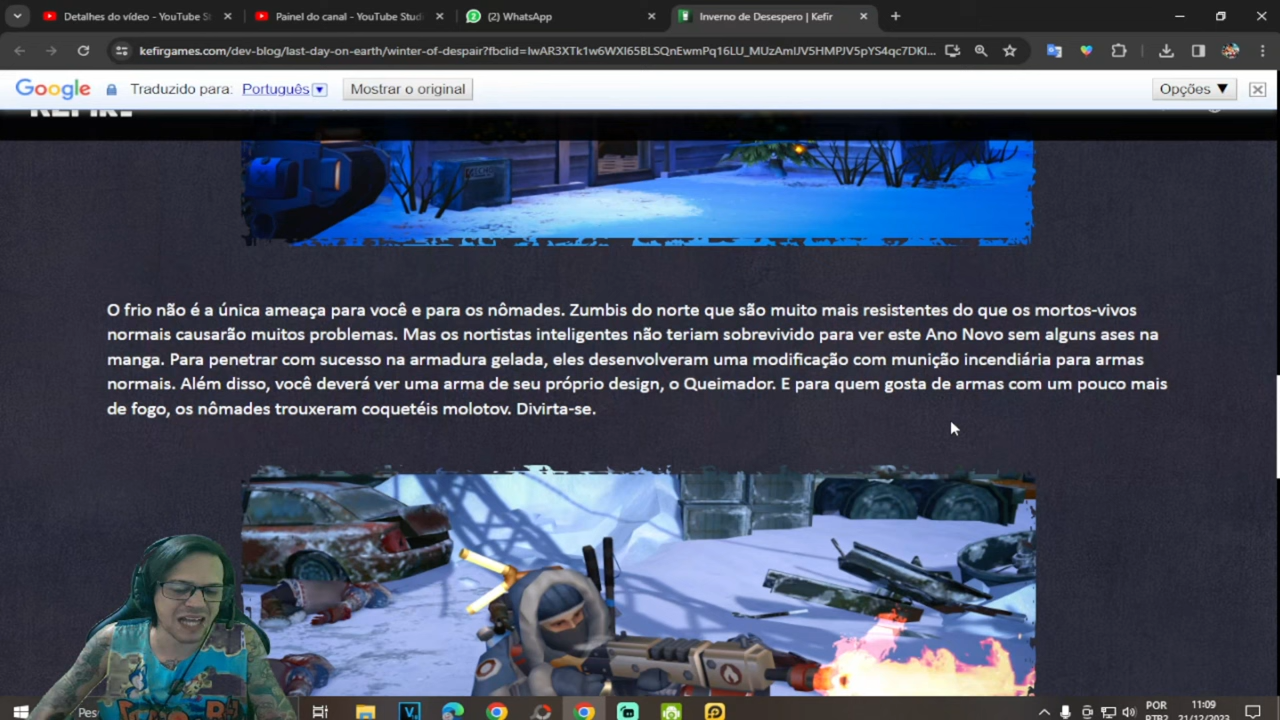 Detalhes do vídeo - YouTube S
Painel do canal - YouTube Studi
(2) WhatsApp
Inverno de Desespero | Kefir
kefirgames.com/dev-blog/last-day-on-earth/winter-of-despair?fbclid=IwAR3XTk1w6WXl65BLSQnEwmPq16LU_MUzAmlJV5HMPJV5pYS4qc7DKl...
Google Traduzido para: Português Mostrar o original Opções
O frio não é a única ameaça para você e para os nômades. Zumbis do norte que são muito mais resistentes do que os mortos-vivos
normais causarão muitos problemas. Mas os nortistas inteligentes não teriam sobrevivido para ver este Ano Novo sem alguns ases na
manga. Para penetrar com sucesso na armadura gelada, eles desenvolveram uma modificação com munição incendiária para armas
normais. Além disso, você deverá ver uma arma de seu próprio design, o Queimador. E para quem gosta de armas com um pouco mais
de fogo, os nômades trouxeram coquetéis molotov. Divirta-se.
Pes
POR
PTB2
11:09
21/12/2023